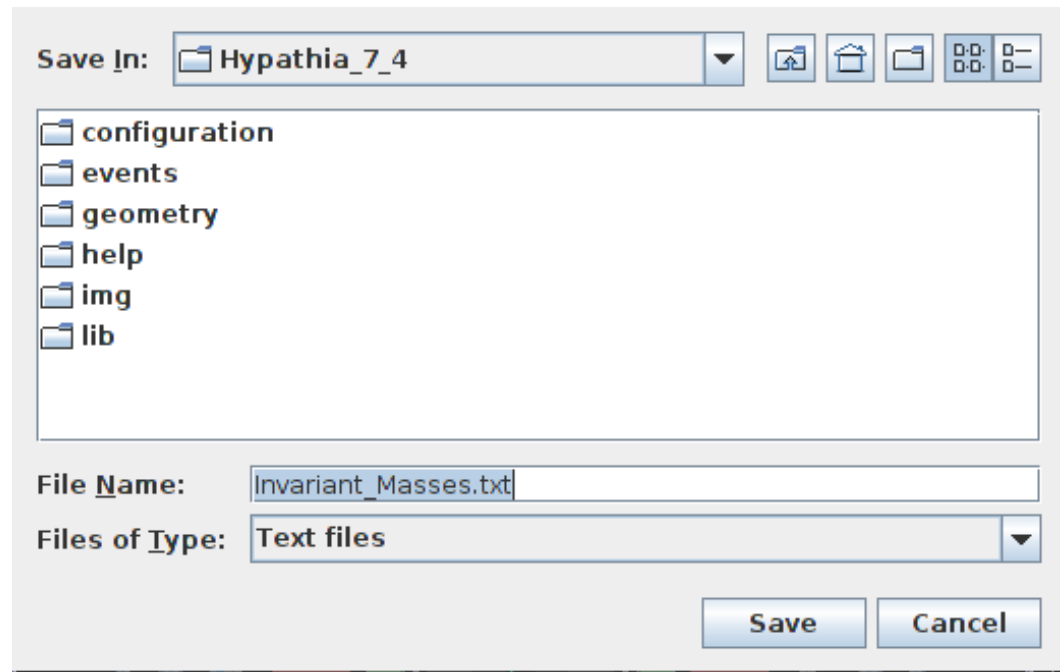 Save In: Hypathia_7_4
configuration
events
geometry
help
img
lib
File Name: Invariant_Masses.txt
Files of Type: Text files
Save Cancel